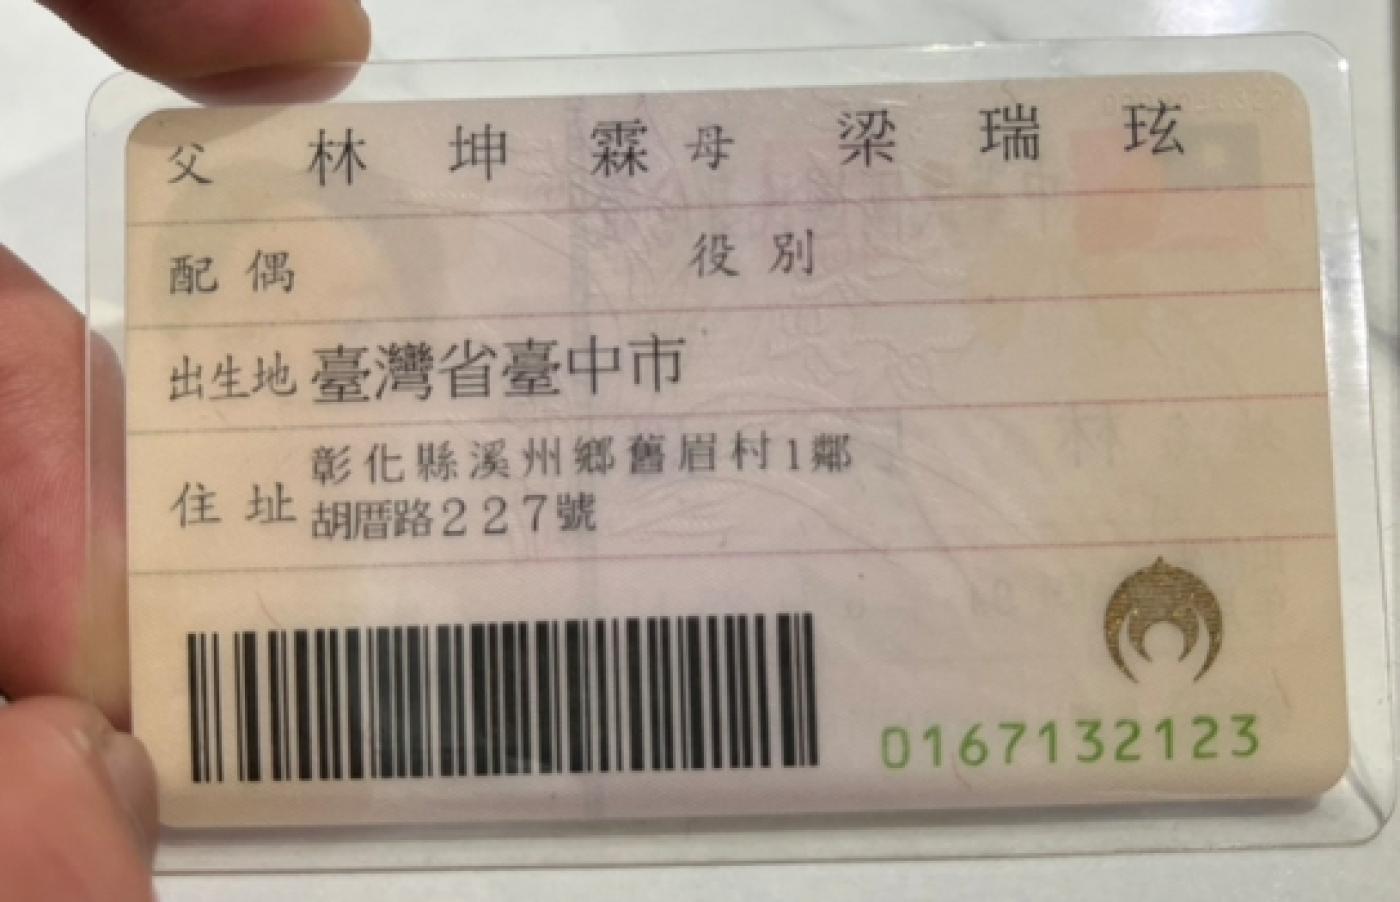 父 林坤霖 母 梁瑞玹
配偶 役別
出生地 臺灣省臺中市
住址 彰化縣溪州鄉舊眉村1鄰
胡厝路227號
0167132123